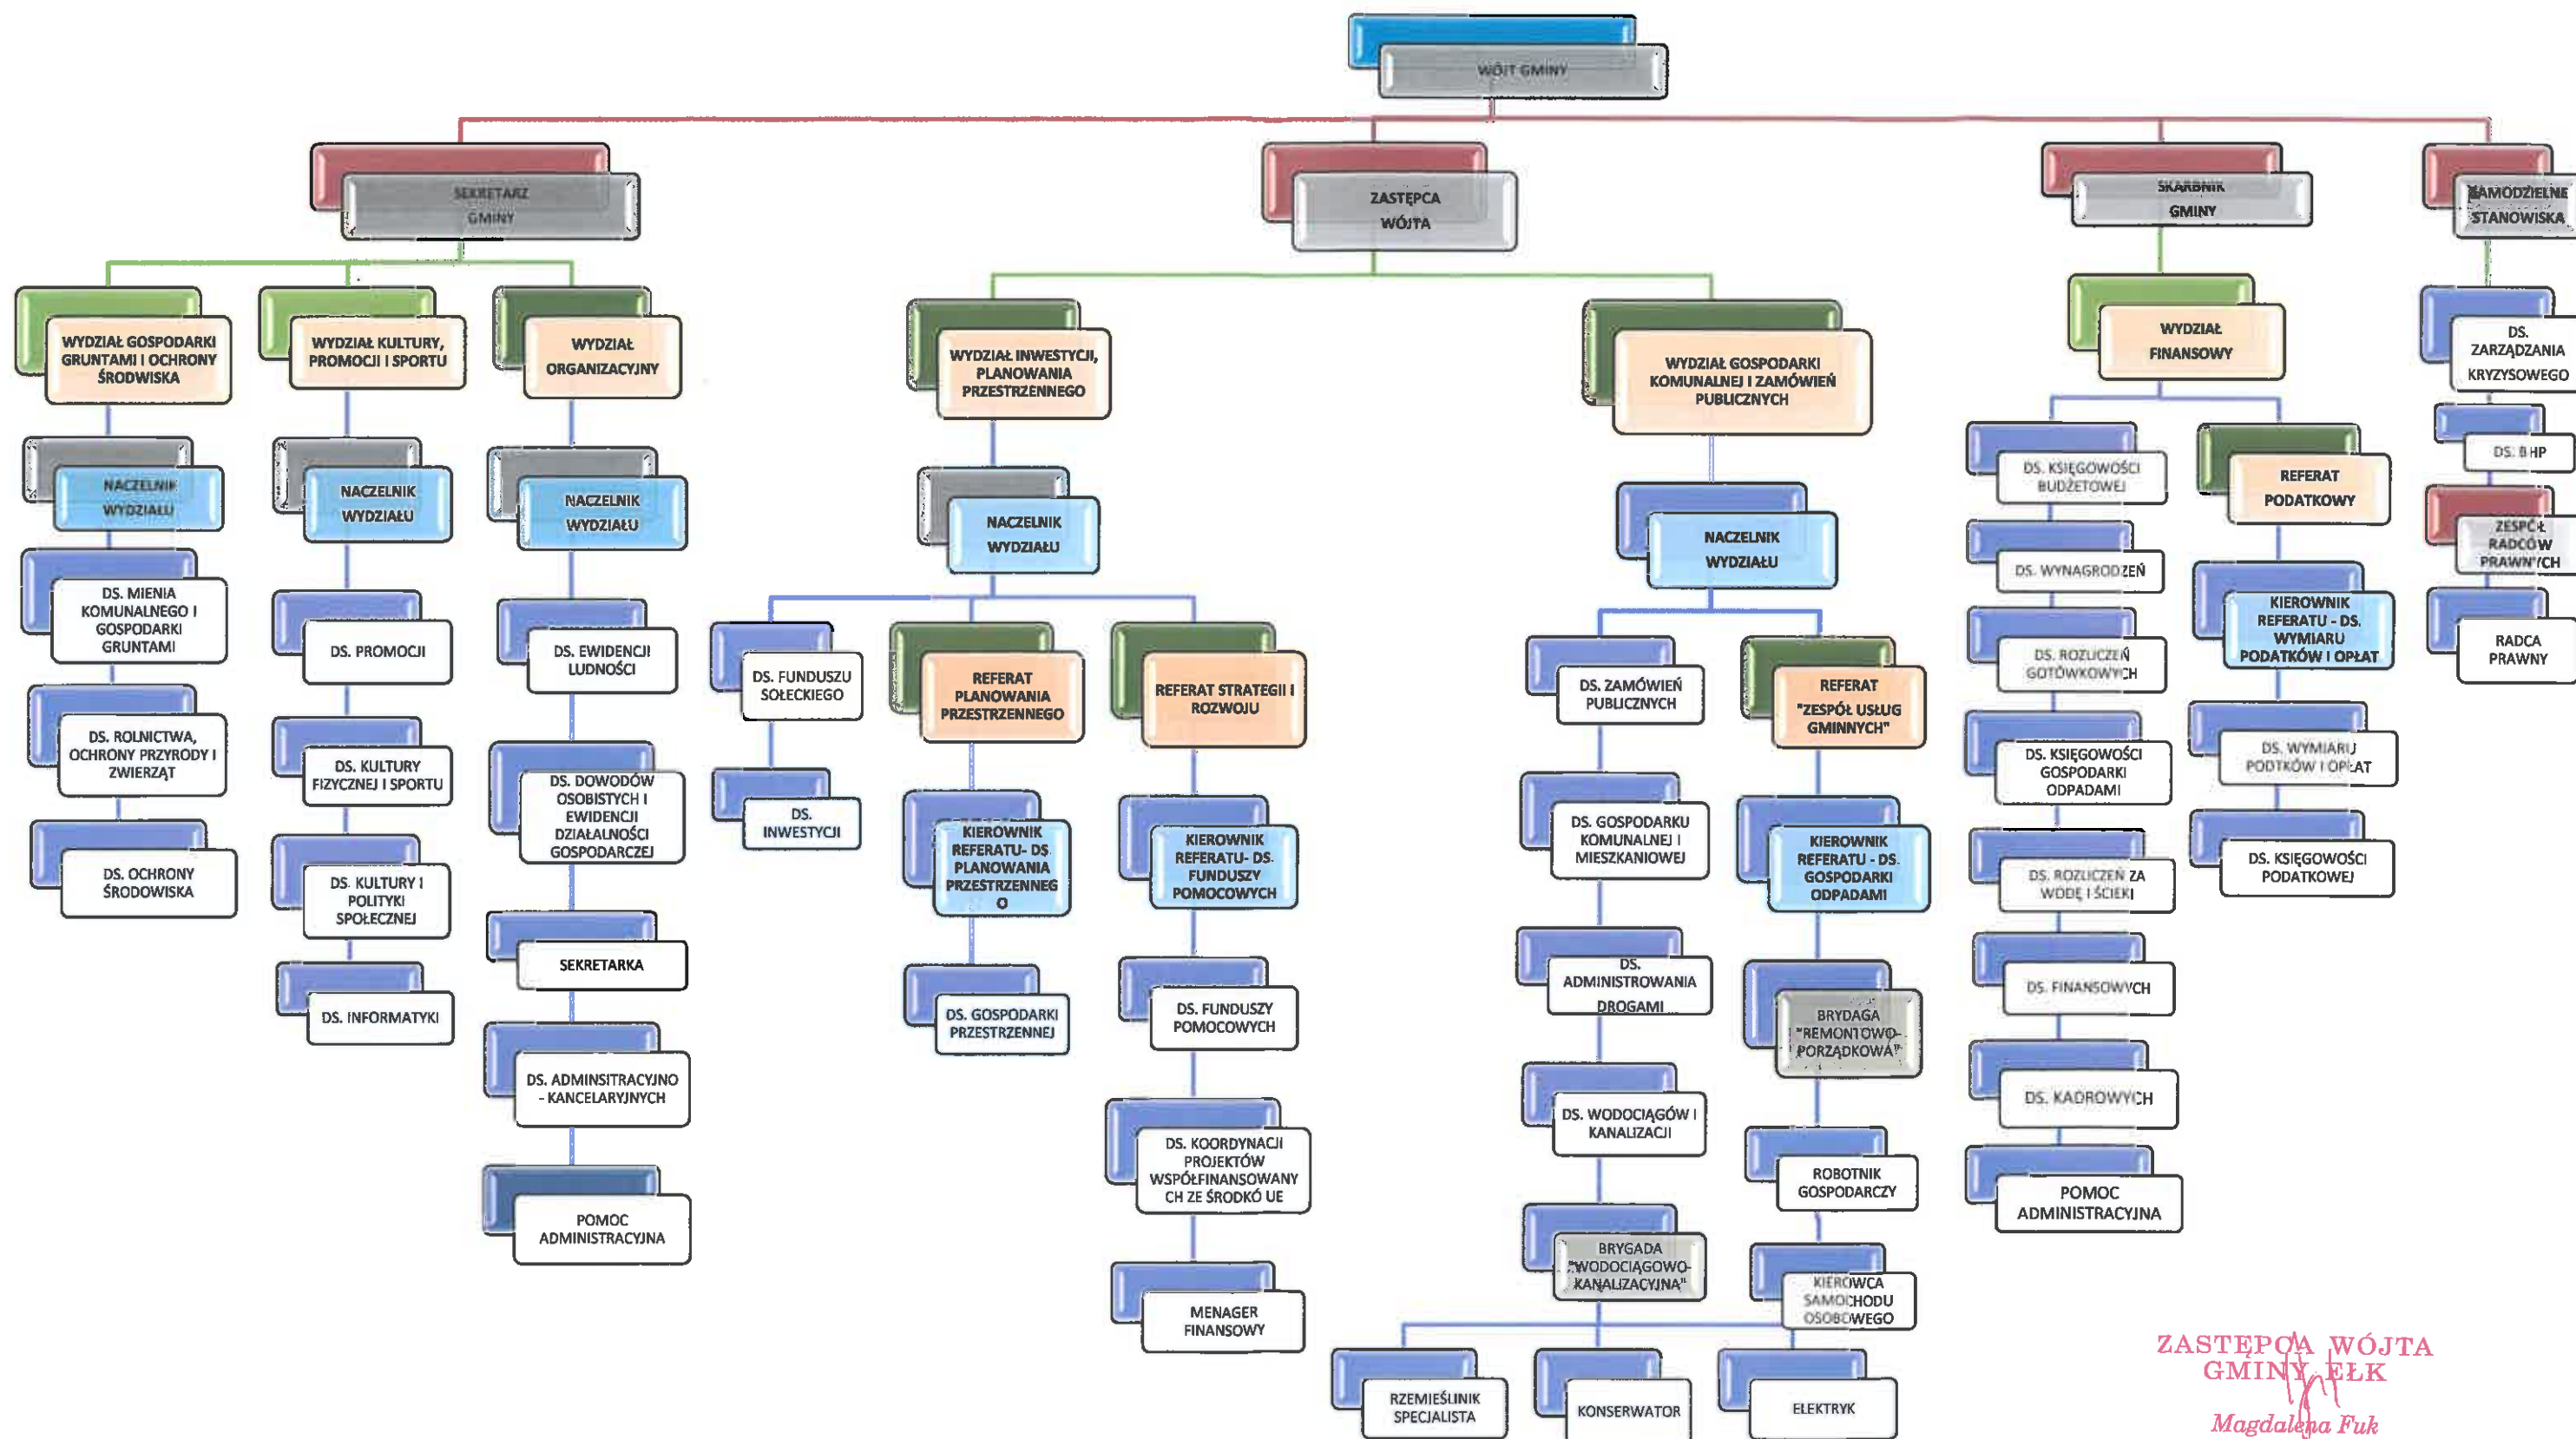 WÓJT GMINY
SEKRETARZ
GMINY
ZASTĘPCA
WÓJTA
SKARBNIK
GMINY
SAMODZIELNE
STANOWISKA
WYDZIAŁ GOSPODARKI
GRUNTAMI I OCHRONY
ŚRODWISKA
NACZELNIK
WYDZIAŁU
DS. MIENIA
KOMUNALNEGO I
GOSPODARKI
GRUNTAMI
DS. ROLNICTWA,
OCHRONY PRZYRODY I
ZWIERZĄT
DS. OCHRONY
ŚRODOWISKA
WYDZIAŁ KULTURY,
PROMOCJI I SPORTU
NACZELNIK
WYDZIAŁU
DS. PROMOCJI
DS. KULTURY
FIZYCZNEJ I SPORTU
DS. KULTURY I
POLITYKI
SPOŁECZNEJ
DS. INFORMATYKI
WYDZIAŁ
ORGANIZACYJNY
NACZELNIK
WYDZIAŁU
DS. EWIDENCJI
LUDNOŚCI
DS. DOWODÓW
OSOBISTYCH I
EWIDENCJI
DZIAŁALNOŚCI
GOSPODARCZEJ
SEKRETARKA
DS. ADMINSITRACYJNO
- KANCELARYJNYCH
POMOC
ADMINISTRACYJNA
WYDZIAŁ INWESTYCJI,
PLANOWANIA
PRZESTRZENNEGO
NACZELNIK
WYDZIAŁU
DS. FUNDUSZU
SOŁECKIEGO
DS.
INWESTYCJI
REFERAT
PLANOWANIA
PRZESTRZENNEGO
KIEROWNIK
REFERATU- DS.
PLANOWANIA
PRZESTRZENNEG
O
DS. GOSPODARKI
PRZESTRZENNEJ
REFERAT STRATEGII I
ROZWOJU
KIEROWNIK
REFERATU- DS.
FUNDUSZY
POMOCOWYCH
DS. FUNDUSZY
POMOCOWYCH
DS. KOORDYNACJI
PROJEKTÓW
WSPÓŁFINANSOWANY
CH ZE ŚRODKÓ UE
MENAGER
FINANSOWY
WYDZIAŁ GOSPODARKI
KOMUNALNEJ I ZAMÓWIEŃ
PUBLICZNYCH
NACZELNIK
WYDZIAŁU
DS. ZAMÓWIEŃ
PUBLICZNYCH
DS. GOSPODARKU
KOMUNALNEJ I
MIESZKANIOWEJ
DS.
ADMINISTROWANIA
DROGAMI
DS. WODOCIĄGÓW I
KANALIZACJI
BRYGADA
"WODOCIĄGOWO-
KANALIZACYJNA"
RZEMIEŚLINIK
SPECJALISTA
KONSERWATOR
ELEKTRYK
REFERAT
"ZESPÓŁ USŁUG
GMINNYCH"
KIEROWNIK
REFERATU - DS.
GOSPODARKI
ODPADAMI
BRYDAGA
"REMONTOWO-
PORZĄDKOWA"
ROBOTNIK
GOSPODARCZY
KIEROWCA
SAMOCHODU
OSOBOWEGO
WYDZIAŁ
FINANSOWY
DS. KSIĘGOWOŚCI
BUDŻETOWEJ
DS. WYNAGRODZEŃ
DS. ROZLICZEŃ
GOTÓWKOWYCH
DS. KSIĘGOWOŚCI
GOSPODARKI
ODPADAMI
DS. ROZLICZEŃ ZA
WODĘ I ŚCIEKI
DS. FINANSOWYCH
DS. KADROWYCH
POMOC
ADMINISTRACYJNA
REFERAT
PODATKOWY
KIEROWNIK
REFERATU - DS.
WYMIARU
PODATKÓW I OPŁAT
DS. WYMIARU
PODTKÓW I OPŁAT
DS. KSIĘGOWOŚCI
PODATKOWEJ
DS.
ZARZĄDZANIA
KRYZYSOWEGO
DS. BHP
ZESPÓŁ
RADCÓW
PRAWNYCH
RADCA
PRAWNY
ZASTĘPCA WÓJTA
GMINY EŁK
Magdalena Fuk